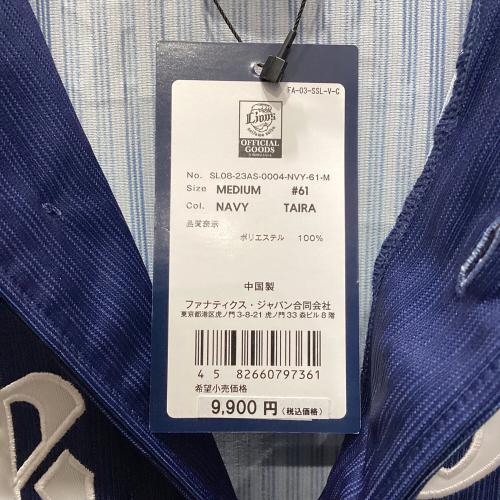 FA-03-SSL-V-C
Lions
OFFICIAL
GOODS
No. SL08-23AS-0004-NVY-61-M
Size MEDIUM #61
Col. NAVY TAIRA
品質表示
ポリエステル 100%
中国製
ファナティクス・ジャパン合同会社
東京都港区虎ノ門 3-8-21 虎ノ門 33 森ビル 8 階
4 5 82660797361
希望小売価格
9,900 円 (税込価格)